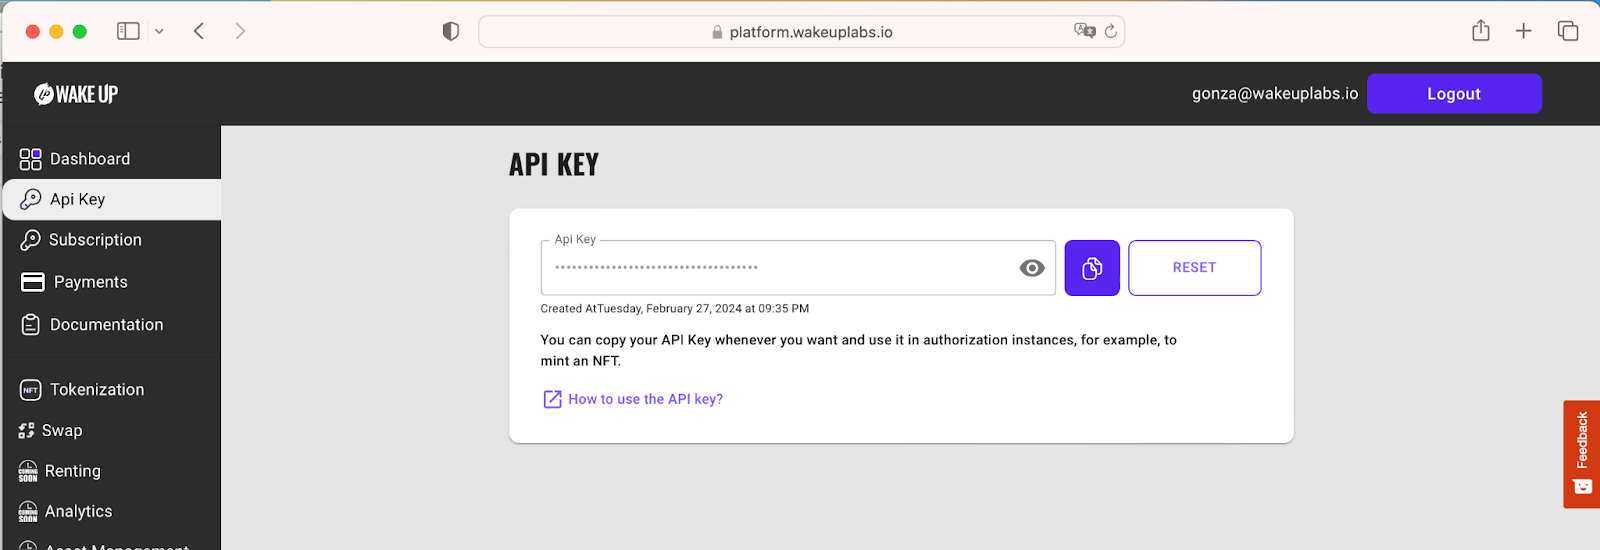 platform.wakeuplabs.io
WAKE UP
gonza@wakeuplabs.io
Logout
Dashboard
Api Key
Subscription
Payments
Documentation
NFT
Tokenization
Swap
COMING SOON
Renting
COMING SOON
Analytics
Asset Management
API KEY
Api Key
••••••••••••••••••••••••••••••••••••
RESET
Created AtTuesday, February 27, 2024 at 09:35 PM
You can copy your API Key whenever you want and use it in authorization instances, for example, to
mint an NFT.
How to use the API key?
Feedback